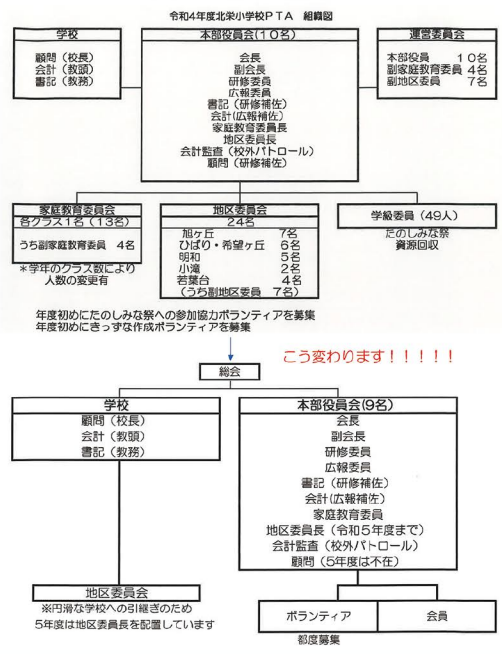 令和4年度北栄小学校PTA 組織図
学校
顧問（校長）
会計（教頭）
書記（教務）
本部役員会(10名)
会長
副会長
研修委員
広報委員
書記（研修補佐）
会計(広報補佐）
家庭教育委員長
地区委員長
会計監査（校外パトロール）
顧問（研修補佐）
運営委員会
本部役員 10名
副家庭教育委員 4名
副地区委員 7名
家庭教育委員会
各クラス1名（13名）
うち副家庭教育委員 4名
＊学年のクラス数により
人数の変更有
地区委員会
24名
旭ヶ丘 7名
ひばり・希望ヶ丘 6名
明和 5名
小滝 2名
若葉台 4名
（うち副地区委員 7名）
学級委員（49人）
たのしみな祭
資源回収
年度初めにたのしみな祭への参加協力ボランティアを募集
年度初めにきっずな作成ボランティアを募集
こう変わります！！！！！
総会
学校
顧問（校長）
会計（教頭）
書記（教務）
本部役員会(9名)
会長
副会長
研修委員
広報委員
書記（研修補佐）
会計(広報補佐）
家庭教育委員
地区委員長（令和5年度まで）
会計監査（校外パトロール）
顧問（5年度は不在）
地区委員会
※円滑な学校への引継ぎのため
5年度は地区委員長を配置しています
ボランティア
会員
都度募集